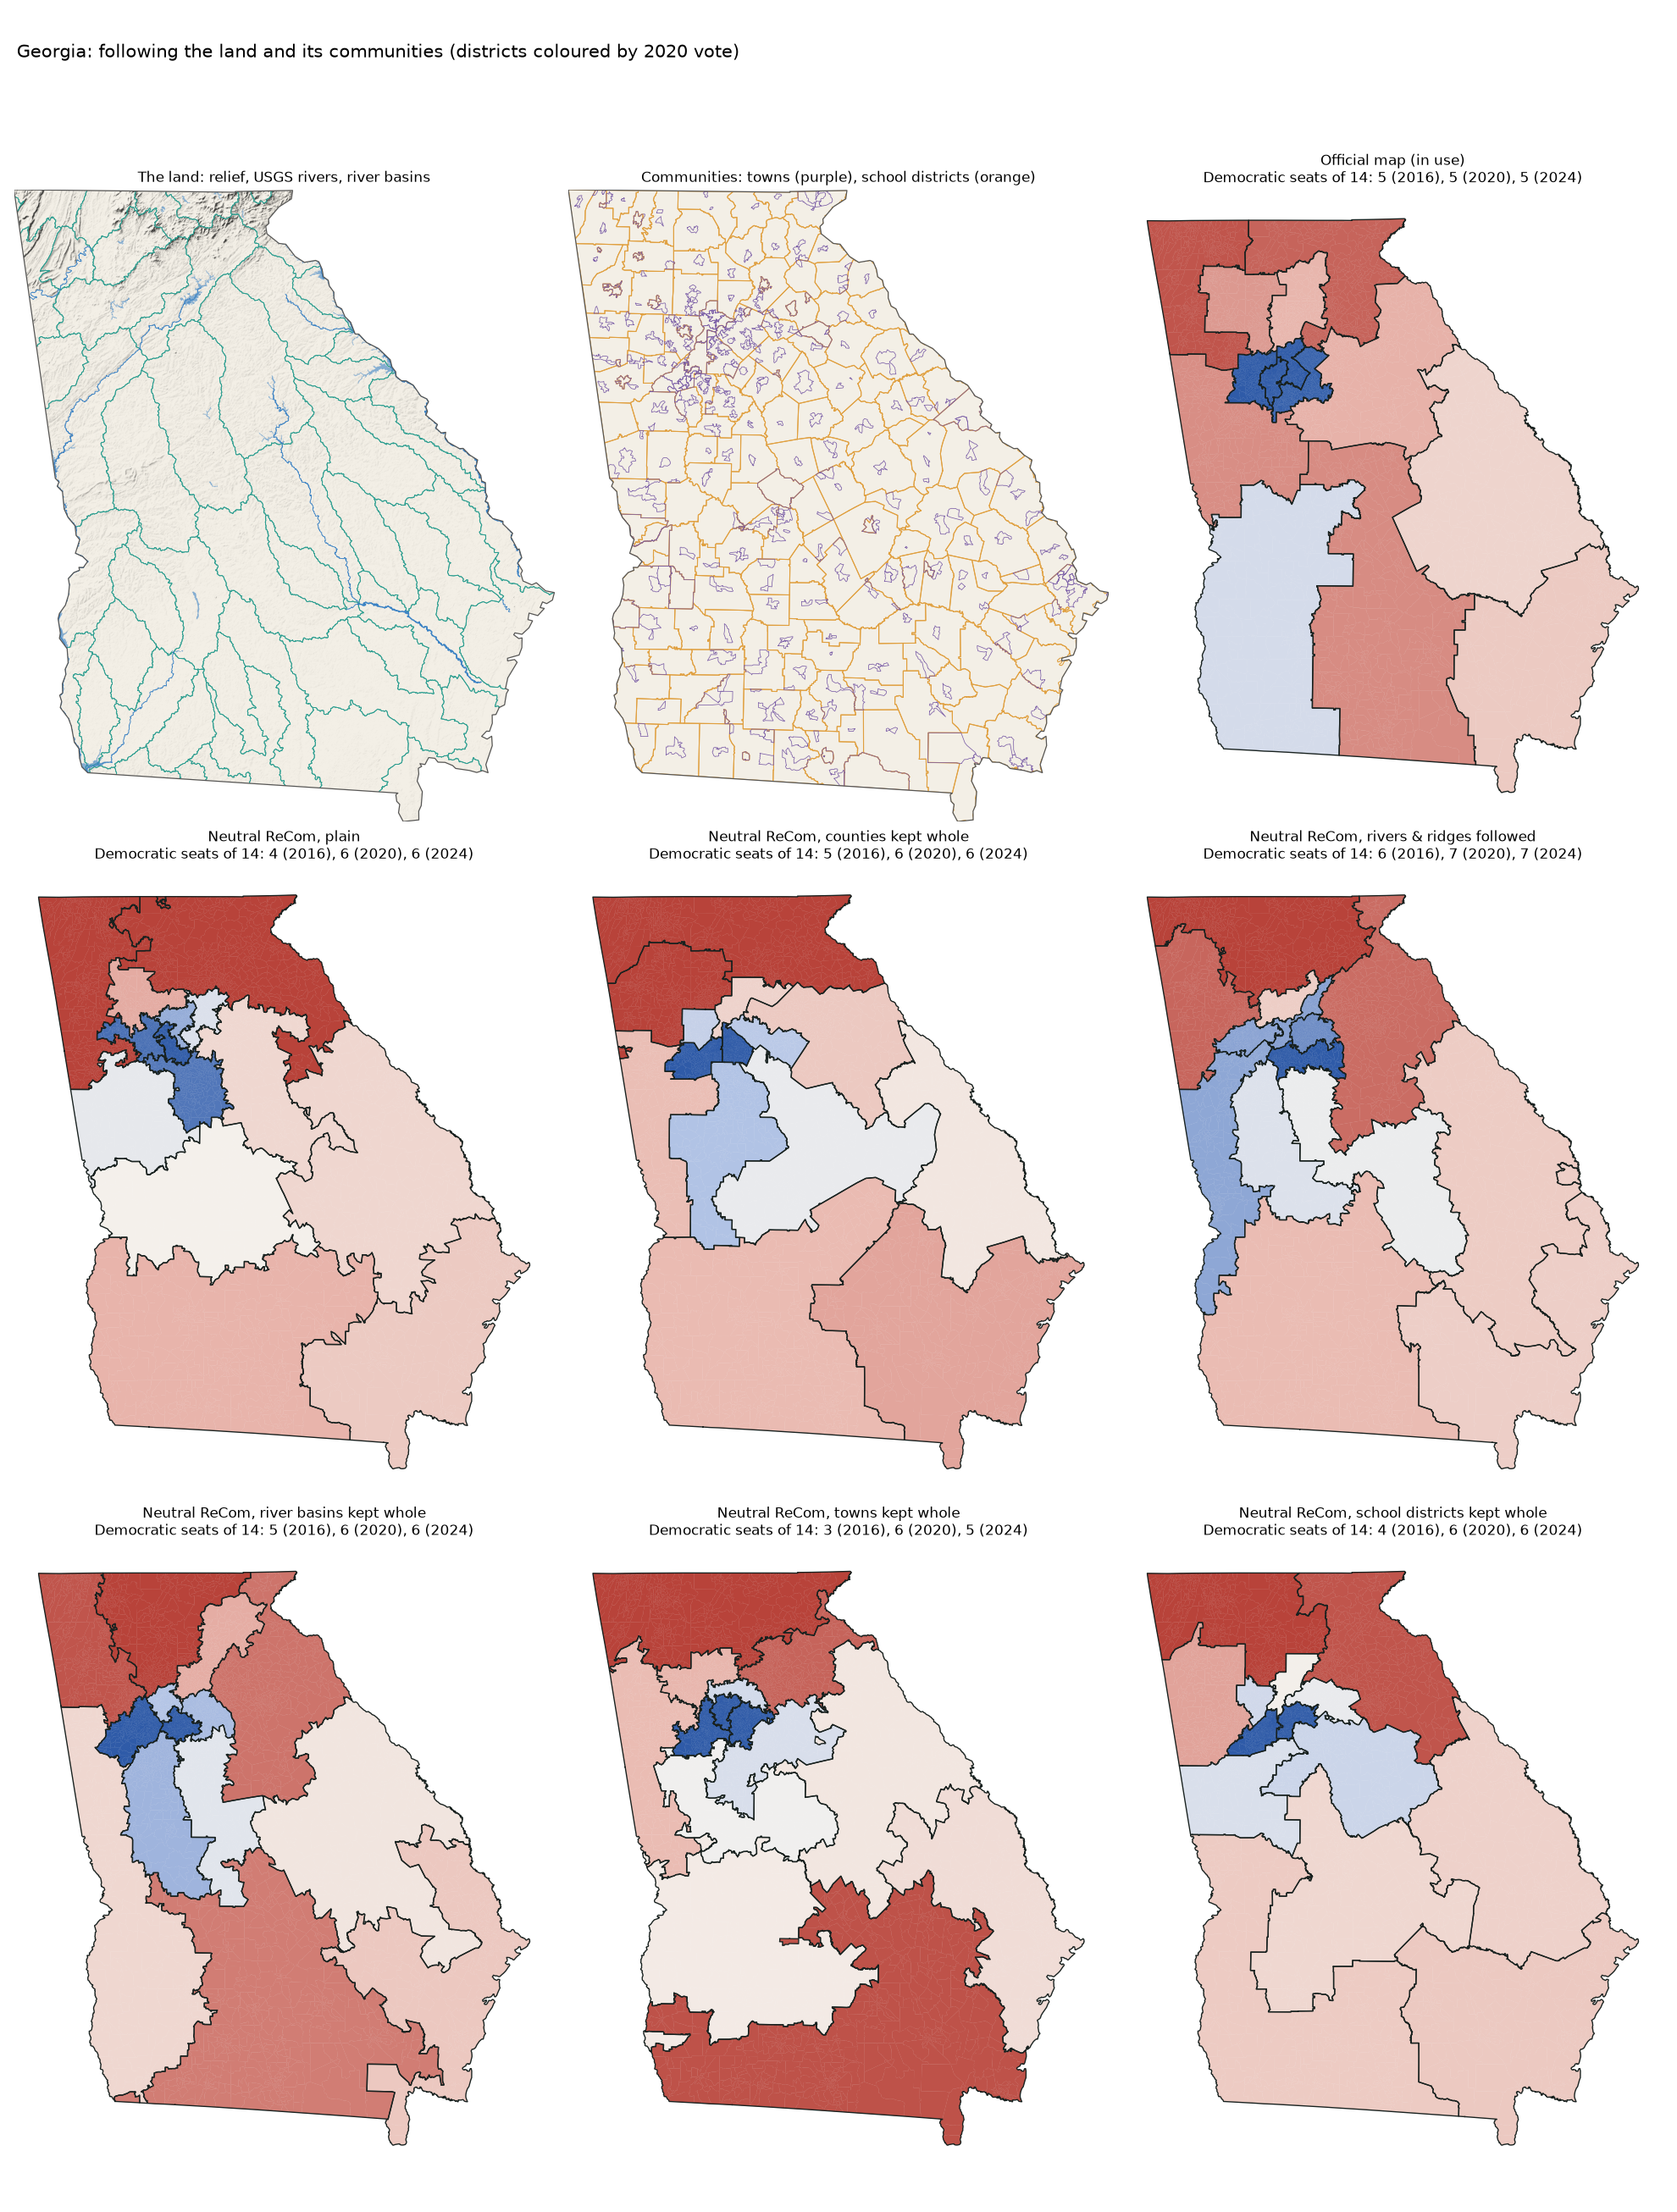 Georgia: following the land and its communities (districts coloured by 2020 vote)
The land: relief, USGS rivers, river basins
Communities: towns (purple), school districts (orange)
Official map (in use)
Democratic seats of 14: 5 (2016), 5 (2020), 5 (2024)
Neutral ReCom, plain
Democratic seats of 14: 4 (2016), 6 (2020), 6 (2024)
Neutral ReCom, counties kept whole
Democratic seats of 14: 5 (2016), 6 (2020), 6 (2024)
Neutral ReCom, rivers & ridges followed
Democratic seats of 14: 6 (2016), 7 (2020), 7 (2024)
Neutral ReCom, river basins kept whole
Democratic seats of 14: 5 (2016), 6 (2020), 6 (2024)
Neutral ReCom, towns kept whole
Democratic seats of 14: 3 (2016), 6 (2020), 5 (2024)
Neutral ReCom, school districts kept whole
Democratic seats of 14: 4 (2016), 6 (2020), 6 (2024)